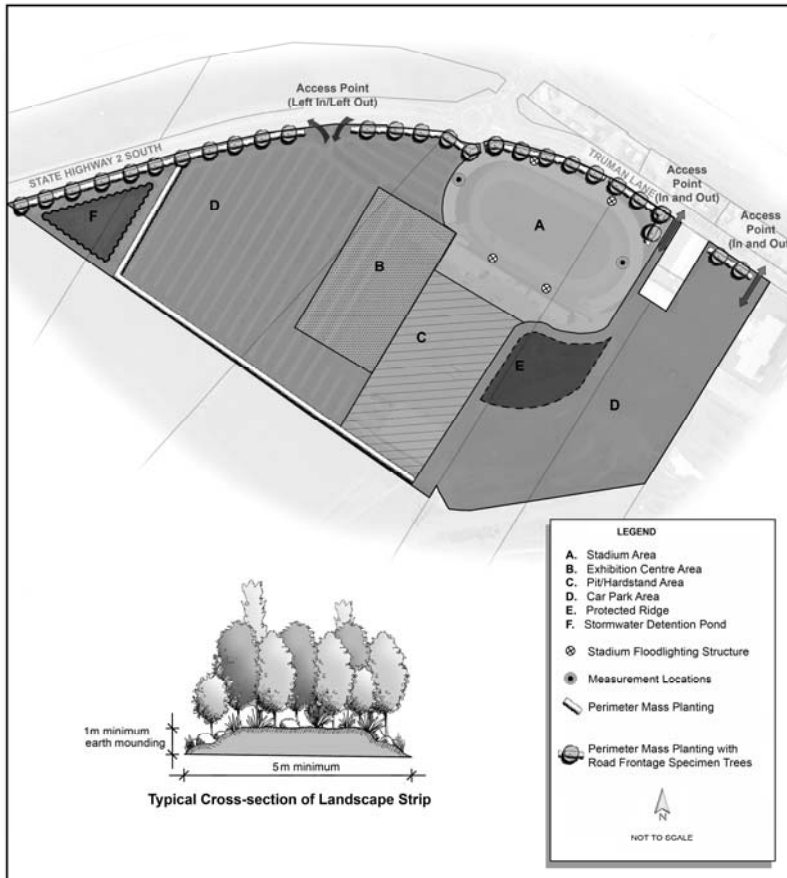 Access Point
(Left In/Left Out)
STATE HIGHWAY 2 SOUTH
TRUMAN LANE
Access
Point
(In and Out)
Access
Point
(In and Out)
F
D
A
B
C
E
D
LEGEND
A. Stadium Area
B. Exhibition Centre Area
C. Pit/Hardstand Area
D. Car Park Area
E. Protected Ridge
F. Stormwater Detention Pond
Stadium Floodlighting Structure
Measurement Locations
Perimeter Mass Planting
Perimeter Mass Planting with
Road Frontage Specimen Trees
N
NOT TO SCALE
1m minimum
earth mounding
5m minimum
Typical Cross-section of Landscape Strip